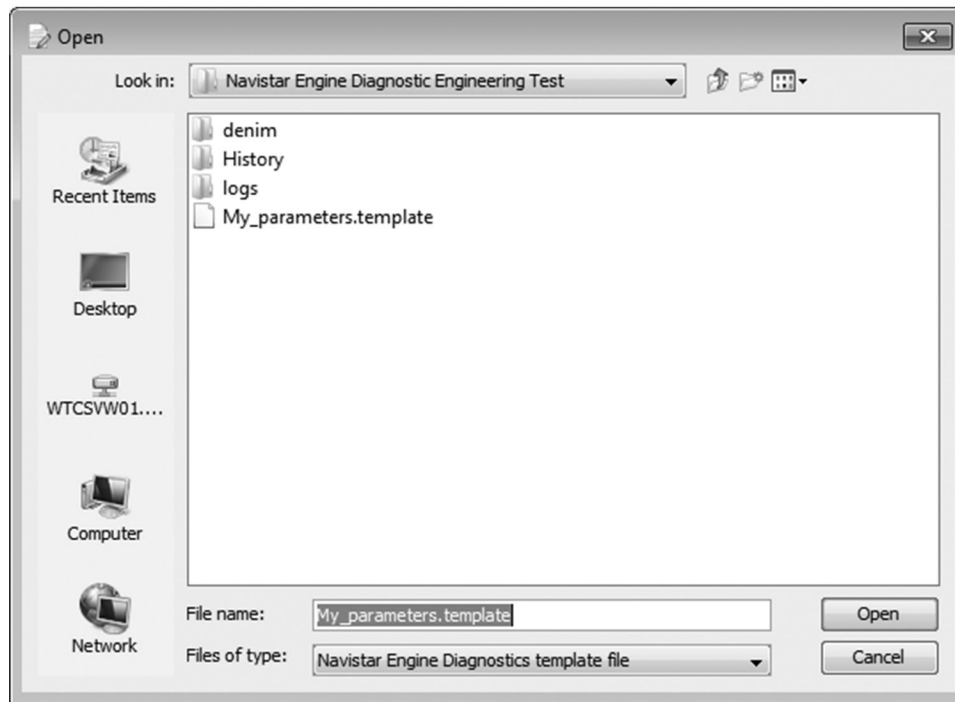 Open
Look in: Navistar Engine Diagnostic Engineering Test
denim
History
logs
My_parameters.template
Recent Items
Desktop
WTCSVW01....
Computer
Network
File name: My_parameters.template Open
Files of type: Navistar Engine Diagnostics template file Cancel